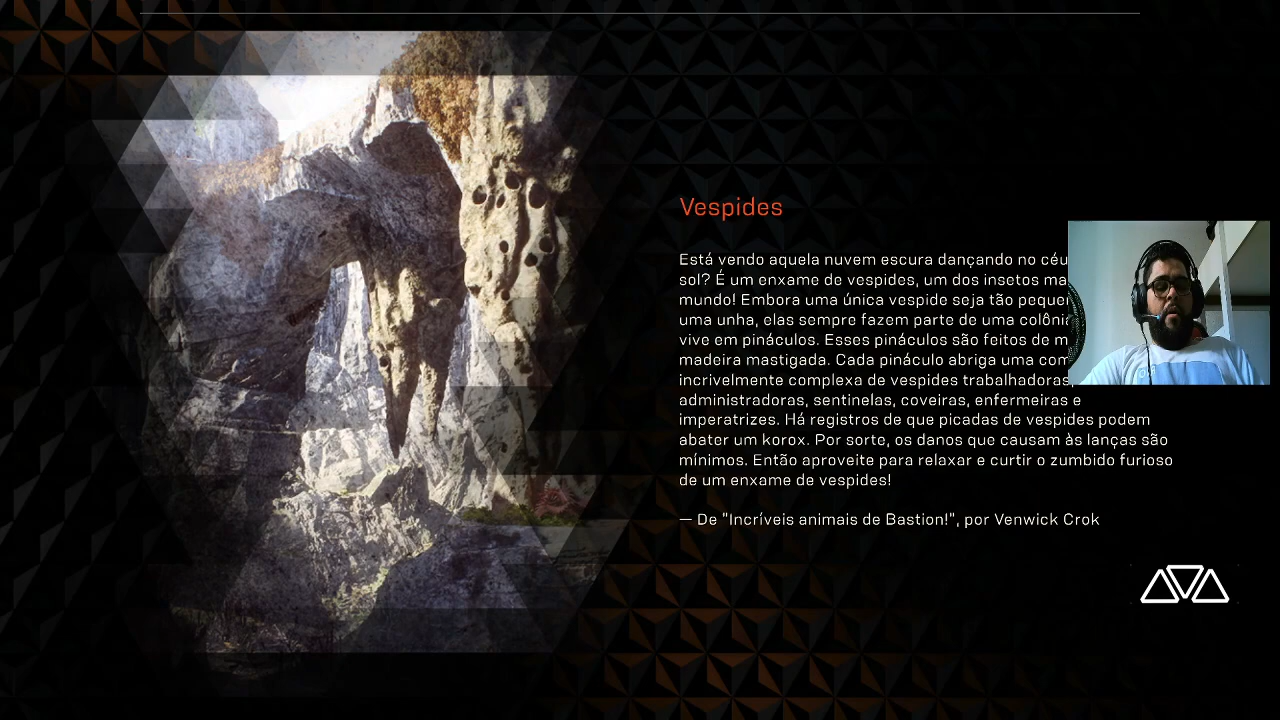 Vespides
Está vendo aquela nuvem escura dançando no céu
sol? É um enxame de vespides, um dos insetos
mundo! Embora uma única vespide seja tão
uma unha, elas sempre fazem parte de uma
vive em pináculos. Esses pináculos são feitos de
madeira mastigada. Cada pináculo abriga uma
incrivelmente complexa de vespides trabalhadoras,
administradoras, sentinelas, coveiras, enfermeiras e
imperatrizes. Há registros de que picadas de vespides podem
abater um korox. Por sorte, os danos que causam às lanças são
mínimos. Então aproveite para relaxar e curtir o zumbido furioso
de um enxame de vespides!
— De "Incríveis animais de Bastion!", por Venwick Crok